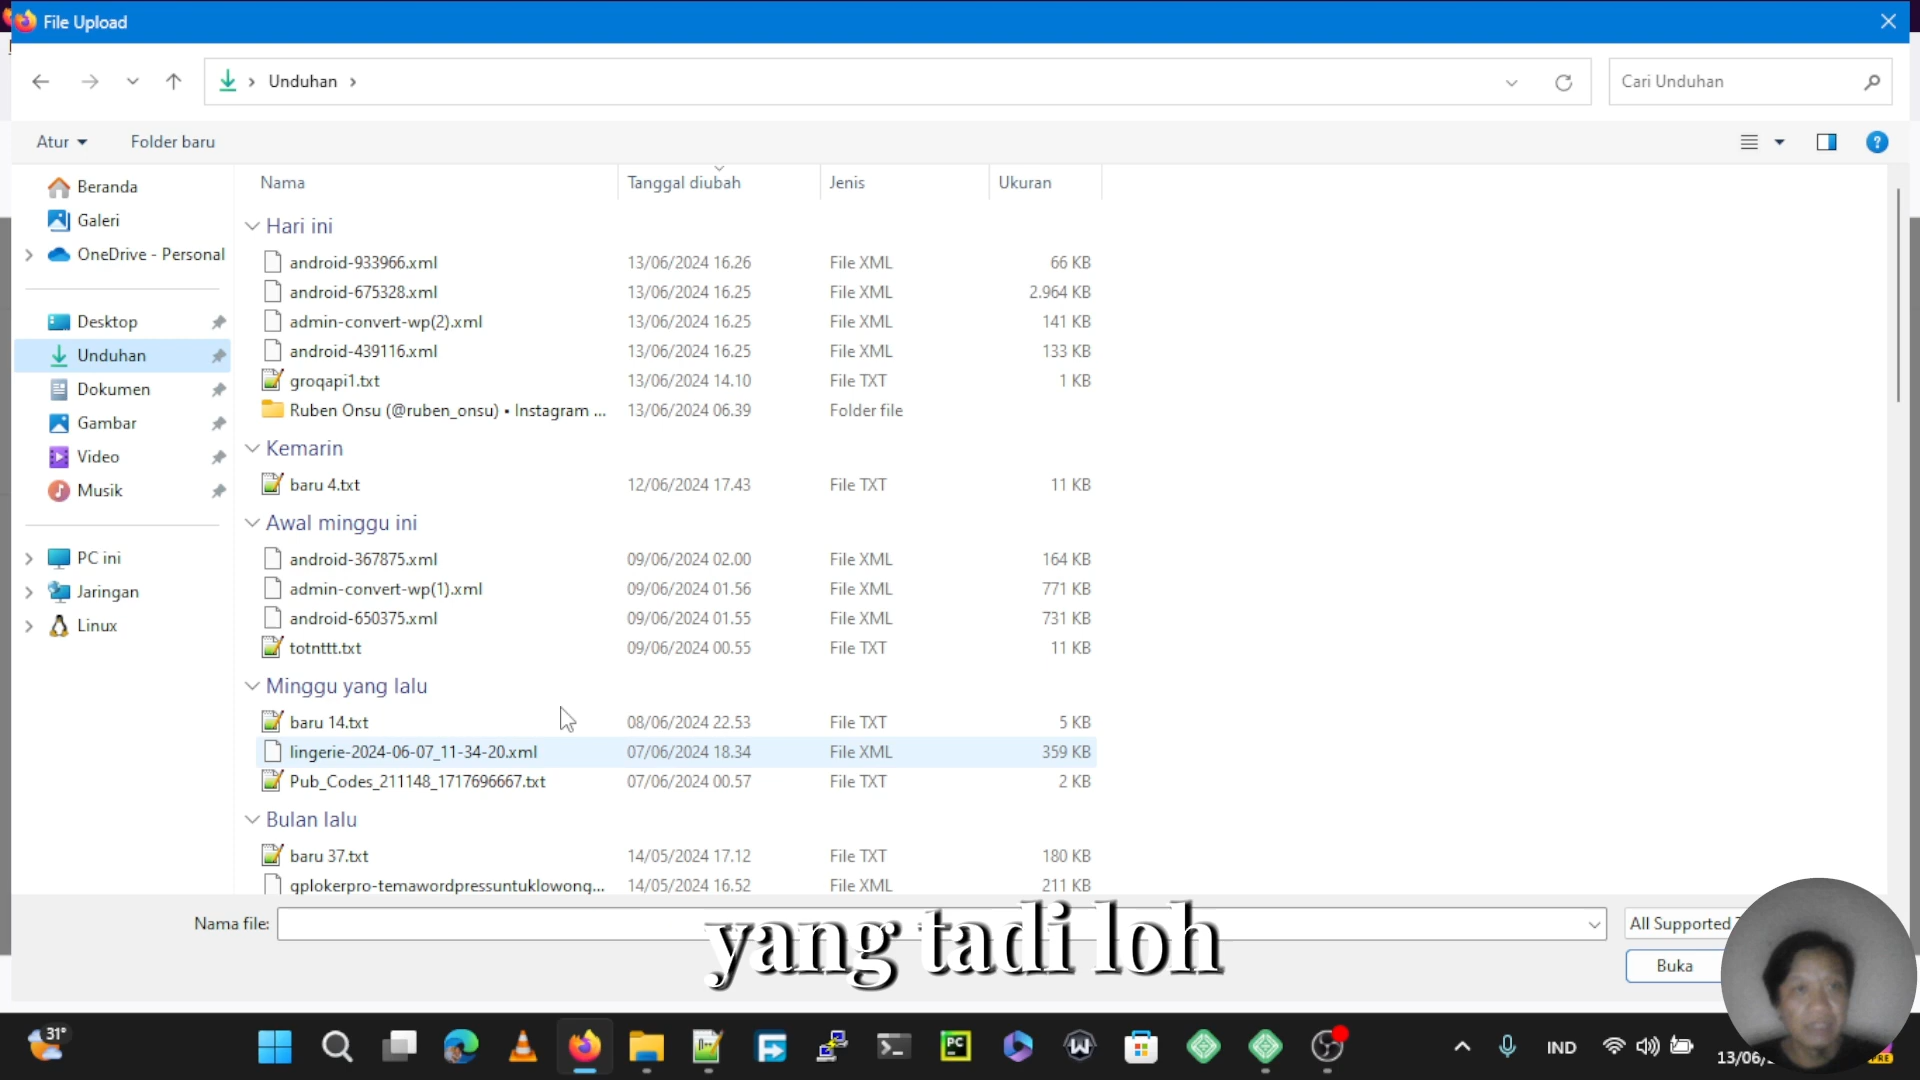 File Upload
Unduhan
Cari Unduhan
Atur
Folder baru
Nama
Tanggal diubah
Jenis
Ukuran
Beranda
Galeri
OneDrive - Personal
Desktop
Unduhan
Dokumen
Gambar
Video
Musik
PC ini
Jaringan
Linux
Hari ini
android-933966.xml 13/06/2024 16.26 File XML 66 KB
android-675328.xml 13/06/2024 16.25 File XML 2.964 KB
admin-convert-wp(2).xml 13/06/2024 16.25 File XML 141 KB
android-439116.xml 13/06/2024 16.25 File XML 133 KB
groqapi1.txt 13/06/2024 14.10 File TXT 1 KB
Ruben Onsu (@ruben_onsu) • Instagram ... 13/06/2024 06.39 Folder file
Kemarin
baru 4.txt 12/06/2024 17.43 File TXT 11 KB
Awal minggu ini
android-367875.xml 09/06/2024 02.00 File XML 164 KB
admin-convert-wp(1).xml 09/06/2024 01.56 File XML 771 KB
android-650375.xml 09/06/2024 01.55 File XML 731 KB
totnttt.txt 09/06/2024 00.55 File TXT 11 KB
Minggu yang lalu
baru 14.txt 08/06/2024 22.53 File TXT 5 KB
lingerie-2024-06-07_11-34-20.xml 07/06/2024 18.34 File XML 359 KB
Pub_Codes_211148_1717696667.txt 07/06/2024 00.57 File TXT 2 KB
Bulan lalu
baru 37.txt 14/05/2024 17.12 File TXT 180 KB
gplokerpro-temawordpressuntuklowong... 14/05/2024 16.52 File XML 211 KB
Nama file:
All Supported
Buka
yang tadi loh
31°
PC
W
IND
13/06/
PRE